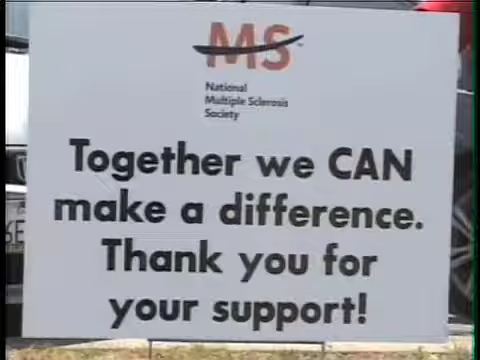 MS
National
Multiple Sclerosis
Society
Together we CAN
make a difference.
Thank you for
your support!